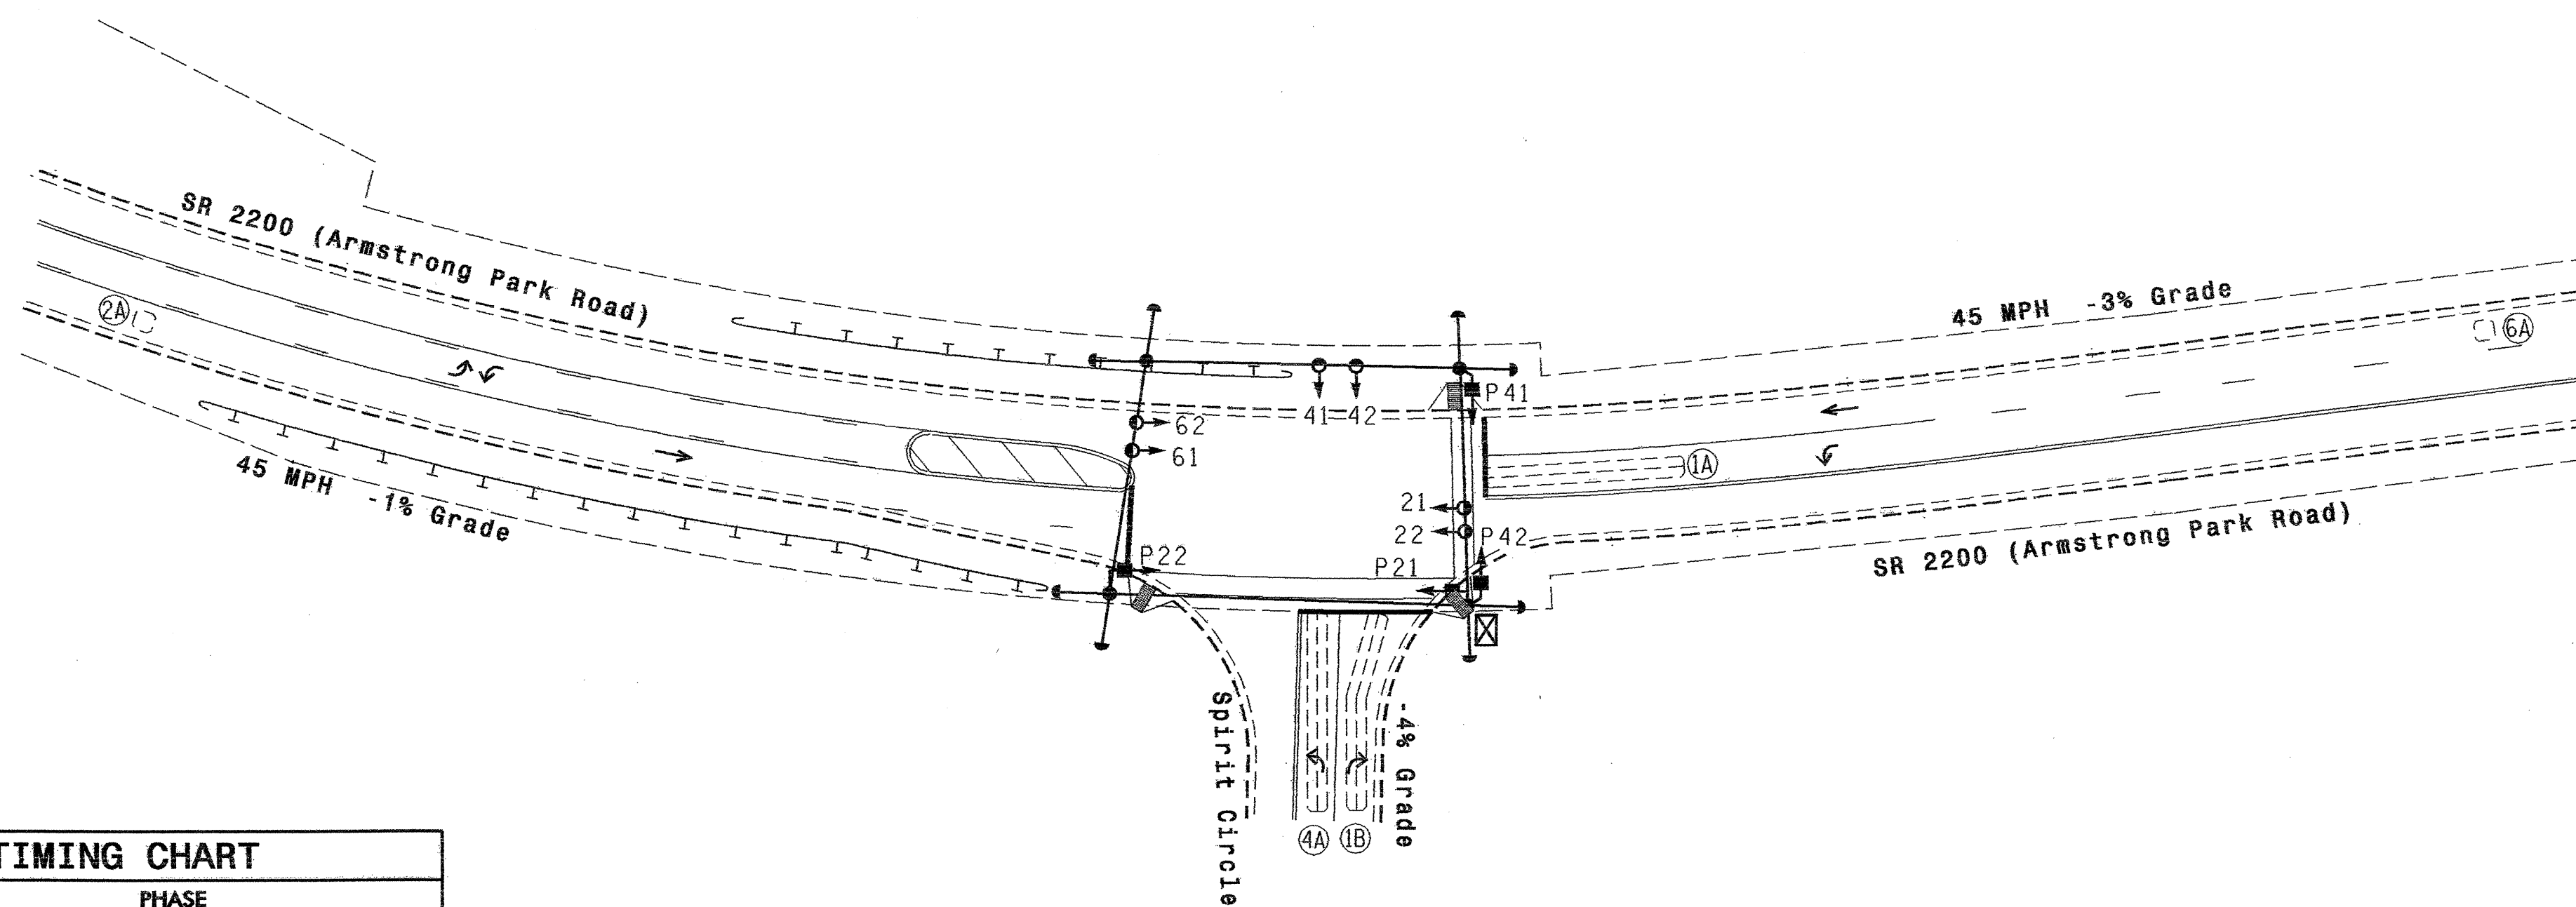 SR 2200 (Armstrong Park Road)
2A
45 MPH -1% Grade
45 MPH -3% Grade
6A
P41
41 42
62
61
1A
21
22
P42
P22
P21
SR 2200 (Armstrong Park Road)
Spirit Circle
-4% Grade
4A
1B
TIMING CHART
PHASE